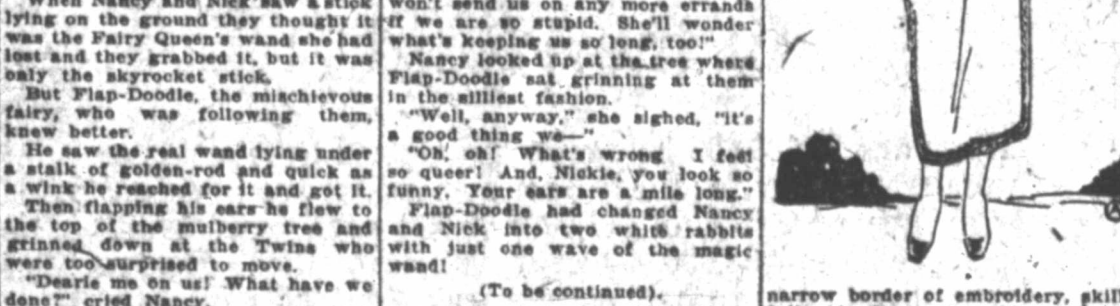 When Nancy and Nick saw a stick
lying on the ground they thought it
was the Fairy Queen's wand she had
lost and they grabbed it, but it was
only the skyrocket stick.
But Flap-Doodle, the mischievous
fairy, who was following them,
knew better.
He saw the real wand lying under
a stalk of golden-rod and quick as
a wink he reached for it and got it.
Then flapping his ears he flew to
the top of the mulberry tree and
grinned down at the Twins who
were too surprised to move.
"Dearie me on us! What have we
done?" cried Nancy.
won't send us on any more errands
if we are so stupid. She'll wonder
what's keeping us so long, too!"
Nancy looked up at the tree where
Flap-Doodle sat grinning at them
in the silliest fashion.
"Well, anyway," she sighed, "it's
a good thing we—"
"Oh, oh! What's wrong I feel
so queer! And, Nickie, you look so
funny. Your ears are a mile long."
Flap-Doodle had changed Nancy
and Nick into two white rabbits
with just one wave of the magic
wand!
(To be continued).
narrow border of embroidery, skil